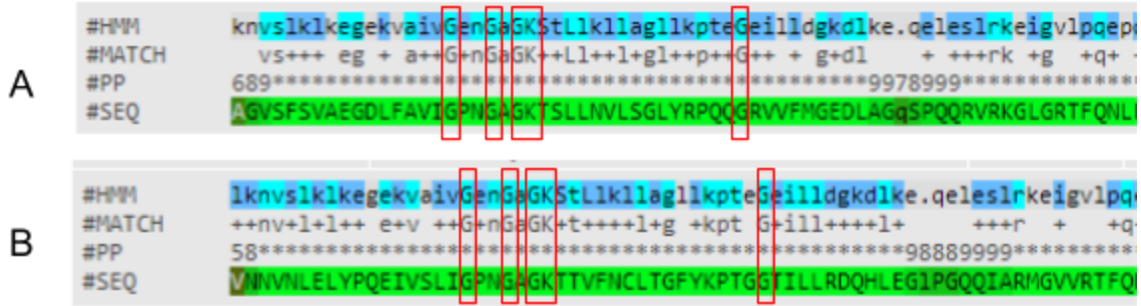 A
#HMM knvslklkegekvaivGenGaGKStLlkllagllkpteGeilldgkdlke.qeleslrkeigvlpqep
#MATCH vs+++ eg + a++G+nGaGK++Ll++l+gl++p++G++ + g+dl + +++rk +g +q+
#PP 689*********************************************9978999*************
#SEQ AGVSFSVAEGDLFAVIGPNGAGKTSLLNVLSGLYRPQQGRVVFMGEDLAGqSPQQRVRKGLGRTFQNL
B
#HMM lknvslklkegekvaivGenGaGKStLlkllagllkpteGeilldgkdlke.qeleslrkeigvlpq
#MATCH ++nv+l+l++ e+v ++G+nGaGK+t++++l+g +kpt G+ill++++l+ +++r + +q+
#PP 58*************************************************98889999*********
#SEQ VNNVNLELYPQEIVSLIGPNGAGKTTVFNCLTGFYKPTGGTILLRDQHLEGlPGQQIARMGVVRTFQ